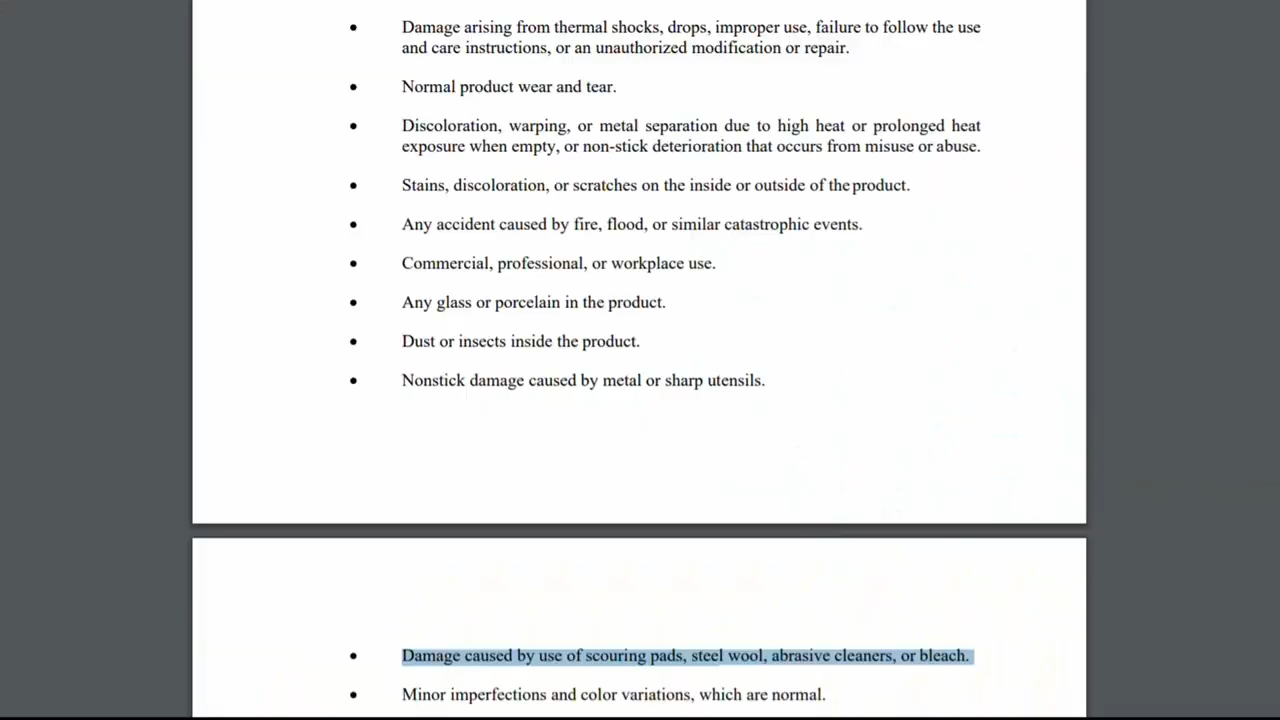 • Damage arising from thermal shocks, drops, improper use, failure to follow the use
and care instructions, or an unauthorized modification or repair.
• Normal product wear and tear.
• Discoloration, warping, or metal separation due to high heat or prolonged heat
exposure when empty, or non-stick deterioration that occurs from misuse or abuse.
• Stains, discoloration, or scratches on the inside or outside of the product.
• Any accident caused by fire, flood, or similar catastrophic events.
• Commercial, professional, or workplace use.
• Any glass or porcelain in the product.
• Dust or insects inside the product.
• Nonstick damage caused by metal or sharp utensils.
• Damage caused by use of scouring pads, steel wool, abrasive cleaners, or bleach.
• Minor imperfections and color variations, which are normal.